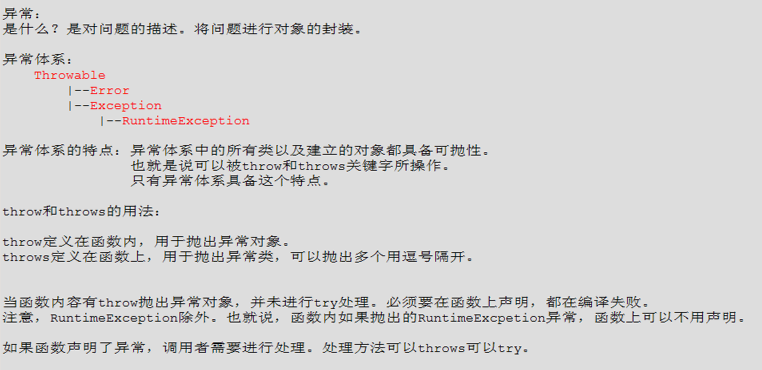 异常：
是什么？是对问题的描述。将问题进行对象的封装。
异常体系：
Throwable
|--Error
|--Exception
|--RuntimeException
异常体系的特点：异常体系中的所有类以及建立的对象都具备可抛性。
也就是说可以被throw和throws关键字所操作。
只有异常体系具备这个特点。
throw和throws的用法：
throw定义在函数内，用于抛出异常对象。
throws定义在函数上，用于抛出异常类，可以抛出多个用逗号隔开。
当函数内容有throw抛出异常对象，并未进行try处理。必须要在函数上声明，都在编译失败。
注意，RuntimeException除外。也就说，函数内如果抛出的RuntimeExcpetion异常，函数上可以不用声明。
如果函数声明了异常，调用者需要进行处理。处理方法可以throws可以try。